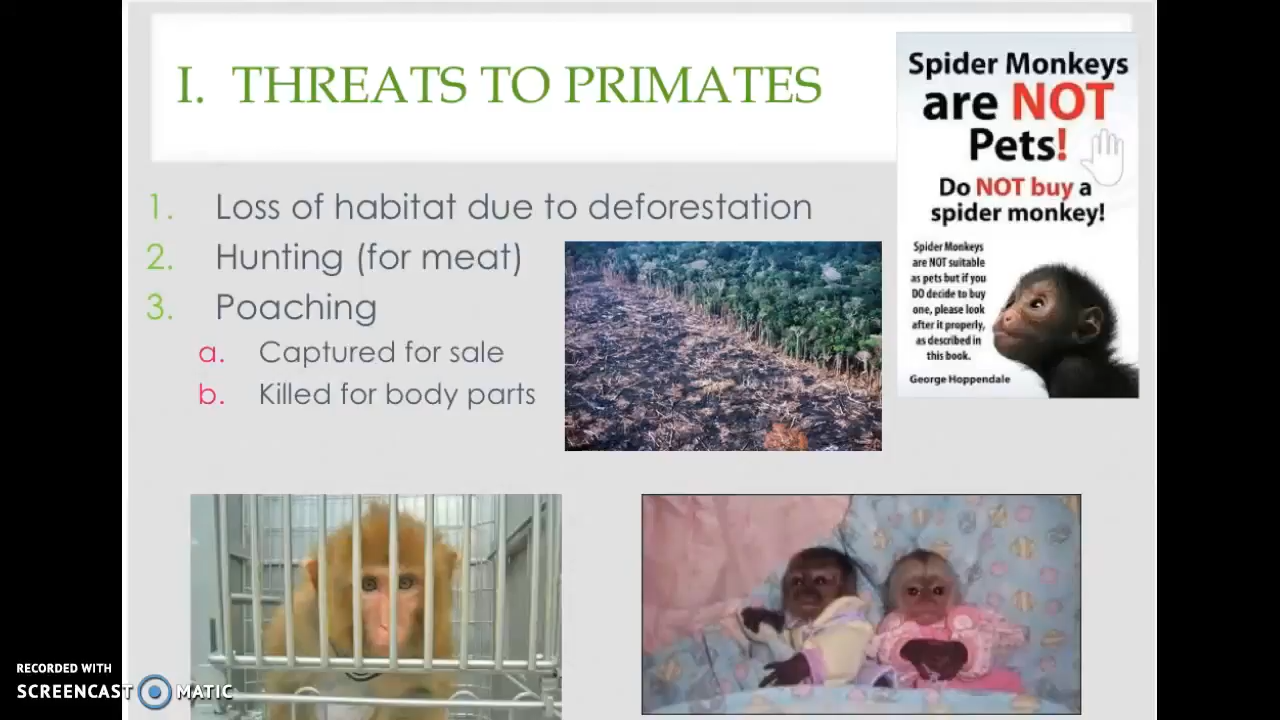 I. THREATS TO PRIMATES
1. Loss of habitat due to deforestation
2. Hunting (for meat)
3. Poaching
a. Captured for sale
b. Killed for body parts
Spider Monkeys
are NOT
Pets!
Do NOT buy a
spider monkey!
Spider Monkeys
are NOT suitable
as pets but if you
DO decide to buy
one, please look
after it properly,
as described in
this book.
George Hoppendale
RECORDED WITH
SCREENCAST MATIC